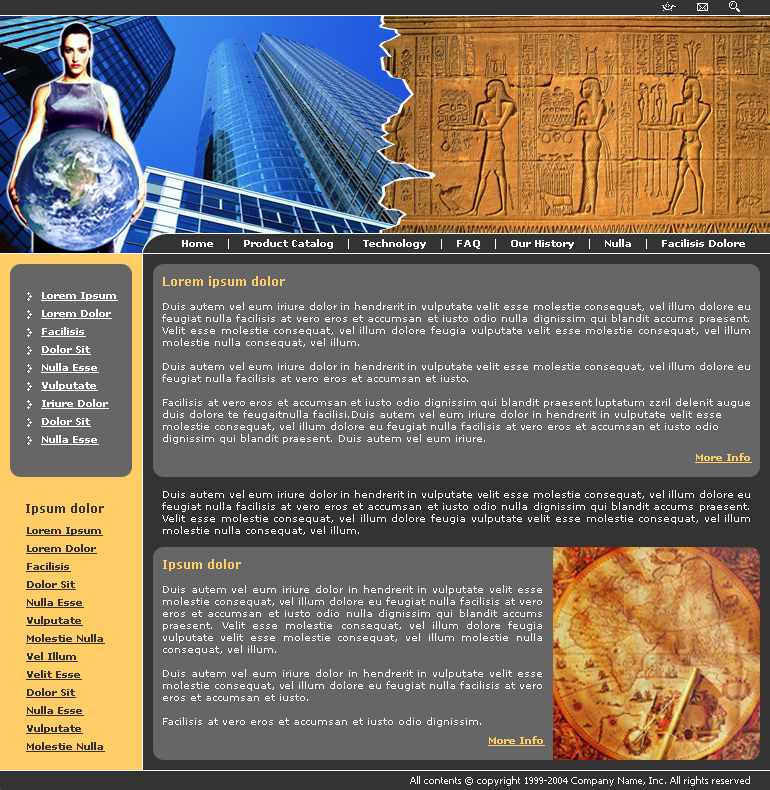 Home | Product Catalog | Technology | FAQ | Our History | Nulla | Facilisis Dolore
Lorem Ipsum
Lorem Dolor
Facilisis
Dolor Sit
Nulla Esse
Vulputate
Iriure Dolor
Dolor Sit
Nulla Esse
Ipsum dolor
Lorem Ipsum
Lorem Dolor
Facilisis
Dolor Sit
Nulla Esse
Vulputate
Molestie Nulla
Vel Illum
Velit Esse
Dolor Sit
Nulla Esse
Vulputate
Molestie Nulla
Lorem ipsum dolor
Duis autem vel eum iriure dolor in hendrerit in vulputate velit esse molestie consequat, vel illum dolore eu
feugiat nulla facilisis at vero eros et accumsan et iusto odio nulla dignissim qui blandit accums praesent.
Velit esse molestie consequat, vel illum dolore feugia vulputate velit esse molestie consequat, vel illum
molestie nulla consequat, vel illum.
Duis autem vel eum iriure dolor in hendrerit in vulputate velit esse molestie consequat, vel illum dolore eu
feugiat nulla facilisis at vero eros et accumsan et iusto.
Facilisis at vero eros et accumsan et iusto odio dignissim qui blandit praesent luptatum zzril delenit augue
duis dolore te feugaitnulla facilisi.Duis autem vel eum iriure dolor in hendrerit in vulputate velit esse
molestie consequat, vel illum dolore eu feugiat nulla facilisis at vero eros et accumsan et iusto odio
dignissim qui blandit praesent. Duis autem vel eum iriure.
More Info
Duis autem vel eum iriure dolor in hendrerit in vulputate velit esse molestie consequat, vel illum dolore eu
feugiat nulla facilisis at vero eros et accumsan et iusto odio nulla dignissim qui blandit accums praesent.
Velit esse molestie consequat, vel illum dolore feugia vulputate velit esse molestie consequat, vel illum
molestie nulla consequat, vel illum.
Ipsum dolor
Duis autem vel eum iriure dolor in hendrerit in vulputate velit esse
molestie consequat, vel illum dolore eu feugiat nulla facilisis at vero
eros et accumsan et iusto odio nulla dignissim qui blandit accums
praesent. Velit esse molestie consequat, vel illum dolore feugia
vulputate velit esse molestie consequat, vel illum molestie nulla
consequat, vel illum.
Duis autem vel eum iriure dolor in hendrerit in vulputate velit esse
molestie consequat, vel illum dolore eu feugiat nulla facilisis at vero
eros et accumsan et iusto.
Facilisis at vero eros et accumsan et iusto odio dignissim.
More Info
All contents © copyright 1999-2004 Company Name, Inc. All rights reserved